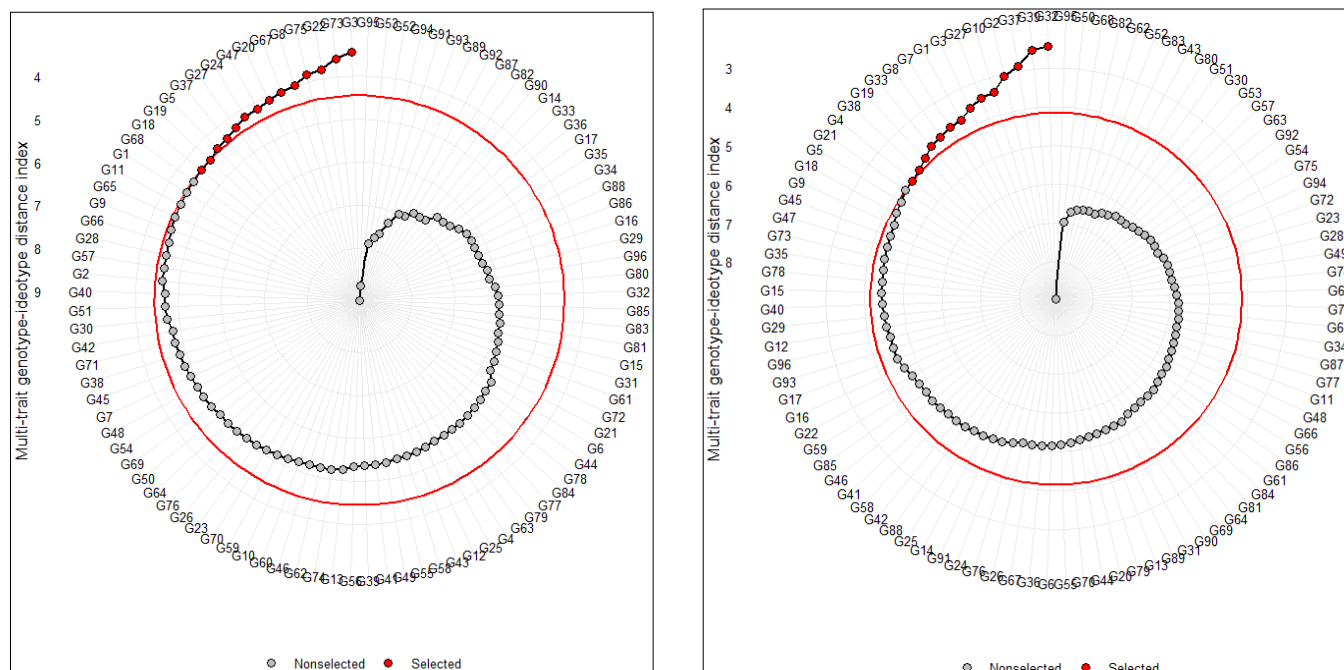 Multi-trait genotype-ideotype distance index
4
5
6
7
8
9
G95
G53
G52
G94
G91
G93
G89
G92
G87
G82
G90
G14
G33
G36
G17
G35
G34
G88
G86
G16
G29
G96
G80
G32
G85
G83
G81
G15
G31
G61
G72
G21
G6
G44
G78
G84
G77
G79
G63
G4
G25
G12
G43
G58
G55
G49
G41
G39
G56
G13
G74
G62
G46
G60
G10
G59
G70
G23
G26
G76
G64
G50
G69
G54
G48
G7
G45
G38
G71
G42
G30
G51
G40
G2
G57
G28
G66
G9
G65
G11
G1
G68
G18
G19
G5
G37
G27
G24
G47
G20
G67
G8
G75
G22
G73
G3
Nonselected Selected
Multi-trait genotype-ideotype distance index
3
4
5
6
7
8
G95
G50
G68
G82
G62
G52
G83
G43
G80
G51
G30
G53
G57
G63
G92
G54
G75
G94
G72
G23
G28
G49
G7
G6
G7
G6
G34
G87
G77
G11
G48
G66
G56
G86
G61
G84
G81
G64
G69
G90
G31
G89
G13
G79
G20
G44
G70
G55
G6
G36
G67
G26
G76
G24
G91
G14
G25
G88
G42
G58
G41
G46
G85
G59
G22
G16
G17
G93
G96
G12
G29
G40
G15
G78
G35
G73
G47
G45
G9
G18
G5
G21
G4
G38
G19
G33
G8
G7
G1
G3
G27
G10
G2
G37
G39
G32
Nonselected Selected